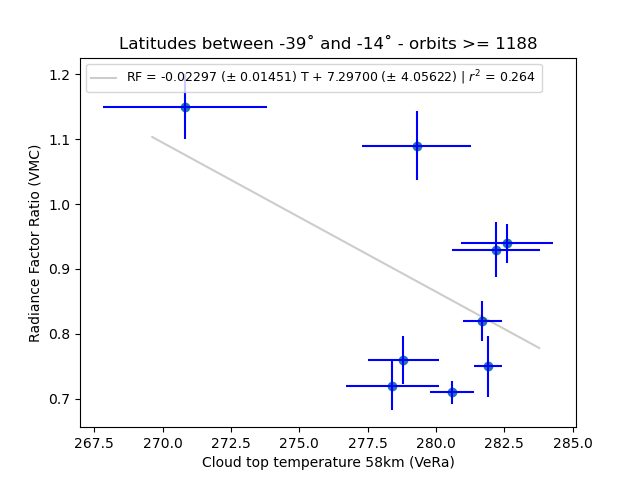 Latitudes between -39° and -14° - orbits >= 1188
RF = -0.02297 (± 0.01451) T + 7.29700 (± 4.05622) | r² = 0.264
1.2
1.1
1.0
0.9
0.8
0.7
Radiance Factor Ratio (VMC)
267.5 270.0 272.5 275.0 277.5 280.0 282.5 285.0
Cloud top temperature 58km (VeRa)